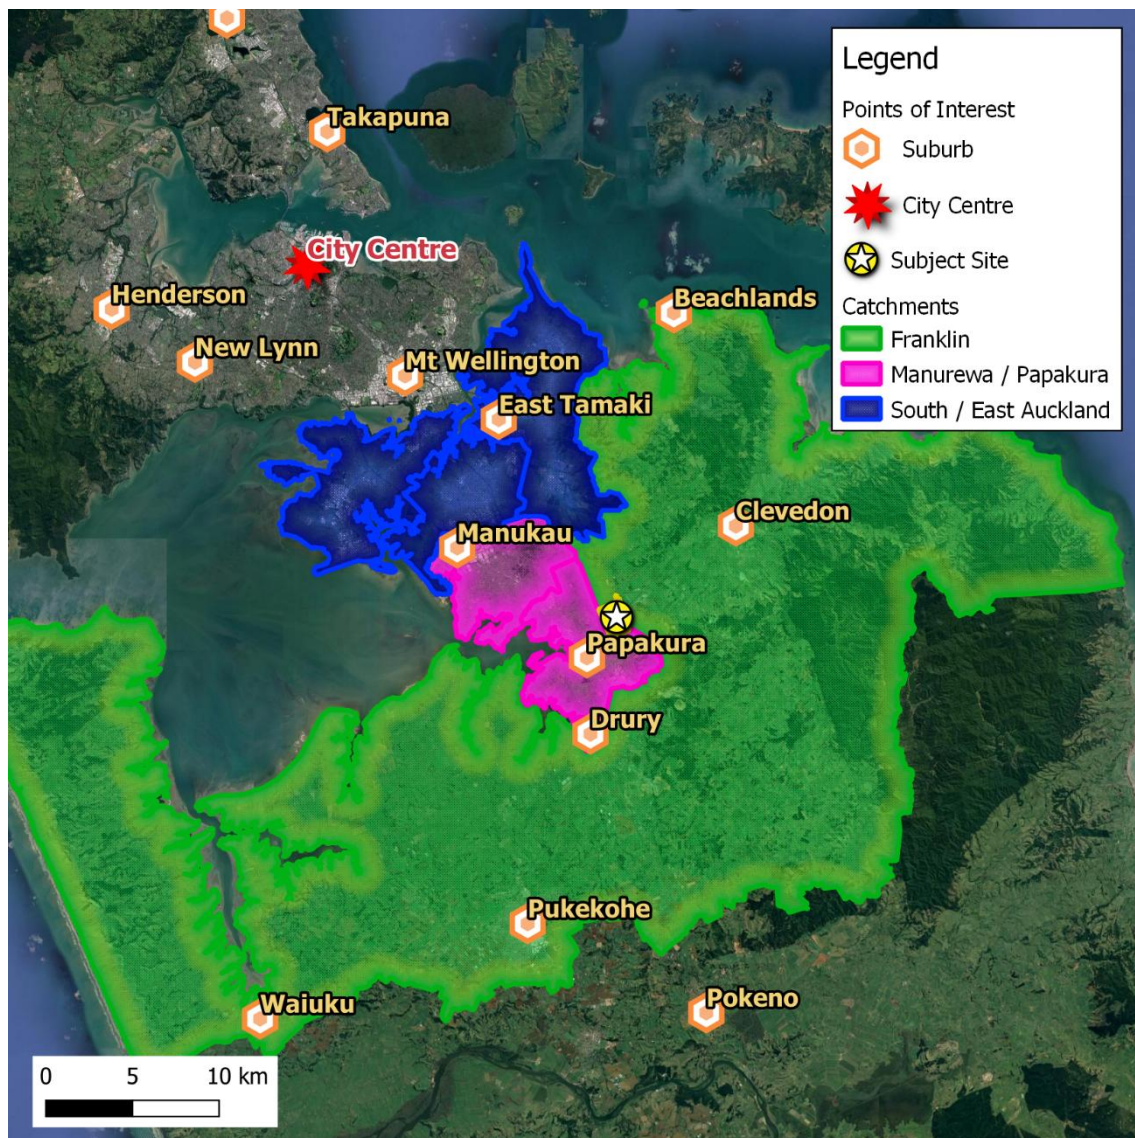 Legend
Points of Interest
Suburb
City Centre
Subject Site
Catchments
Franklin
Manurewa / Papakura
South / East Auckland
Takapuna
City Centre
Henderson
Beachlands
New Lynn
Mt Wellington
East Tamaki
Clevedon
Manukau
Papakura
Drury
Pukekohe
Waiuku
Pokeno
0 5 10 km